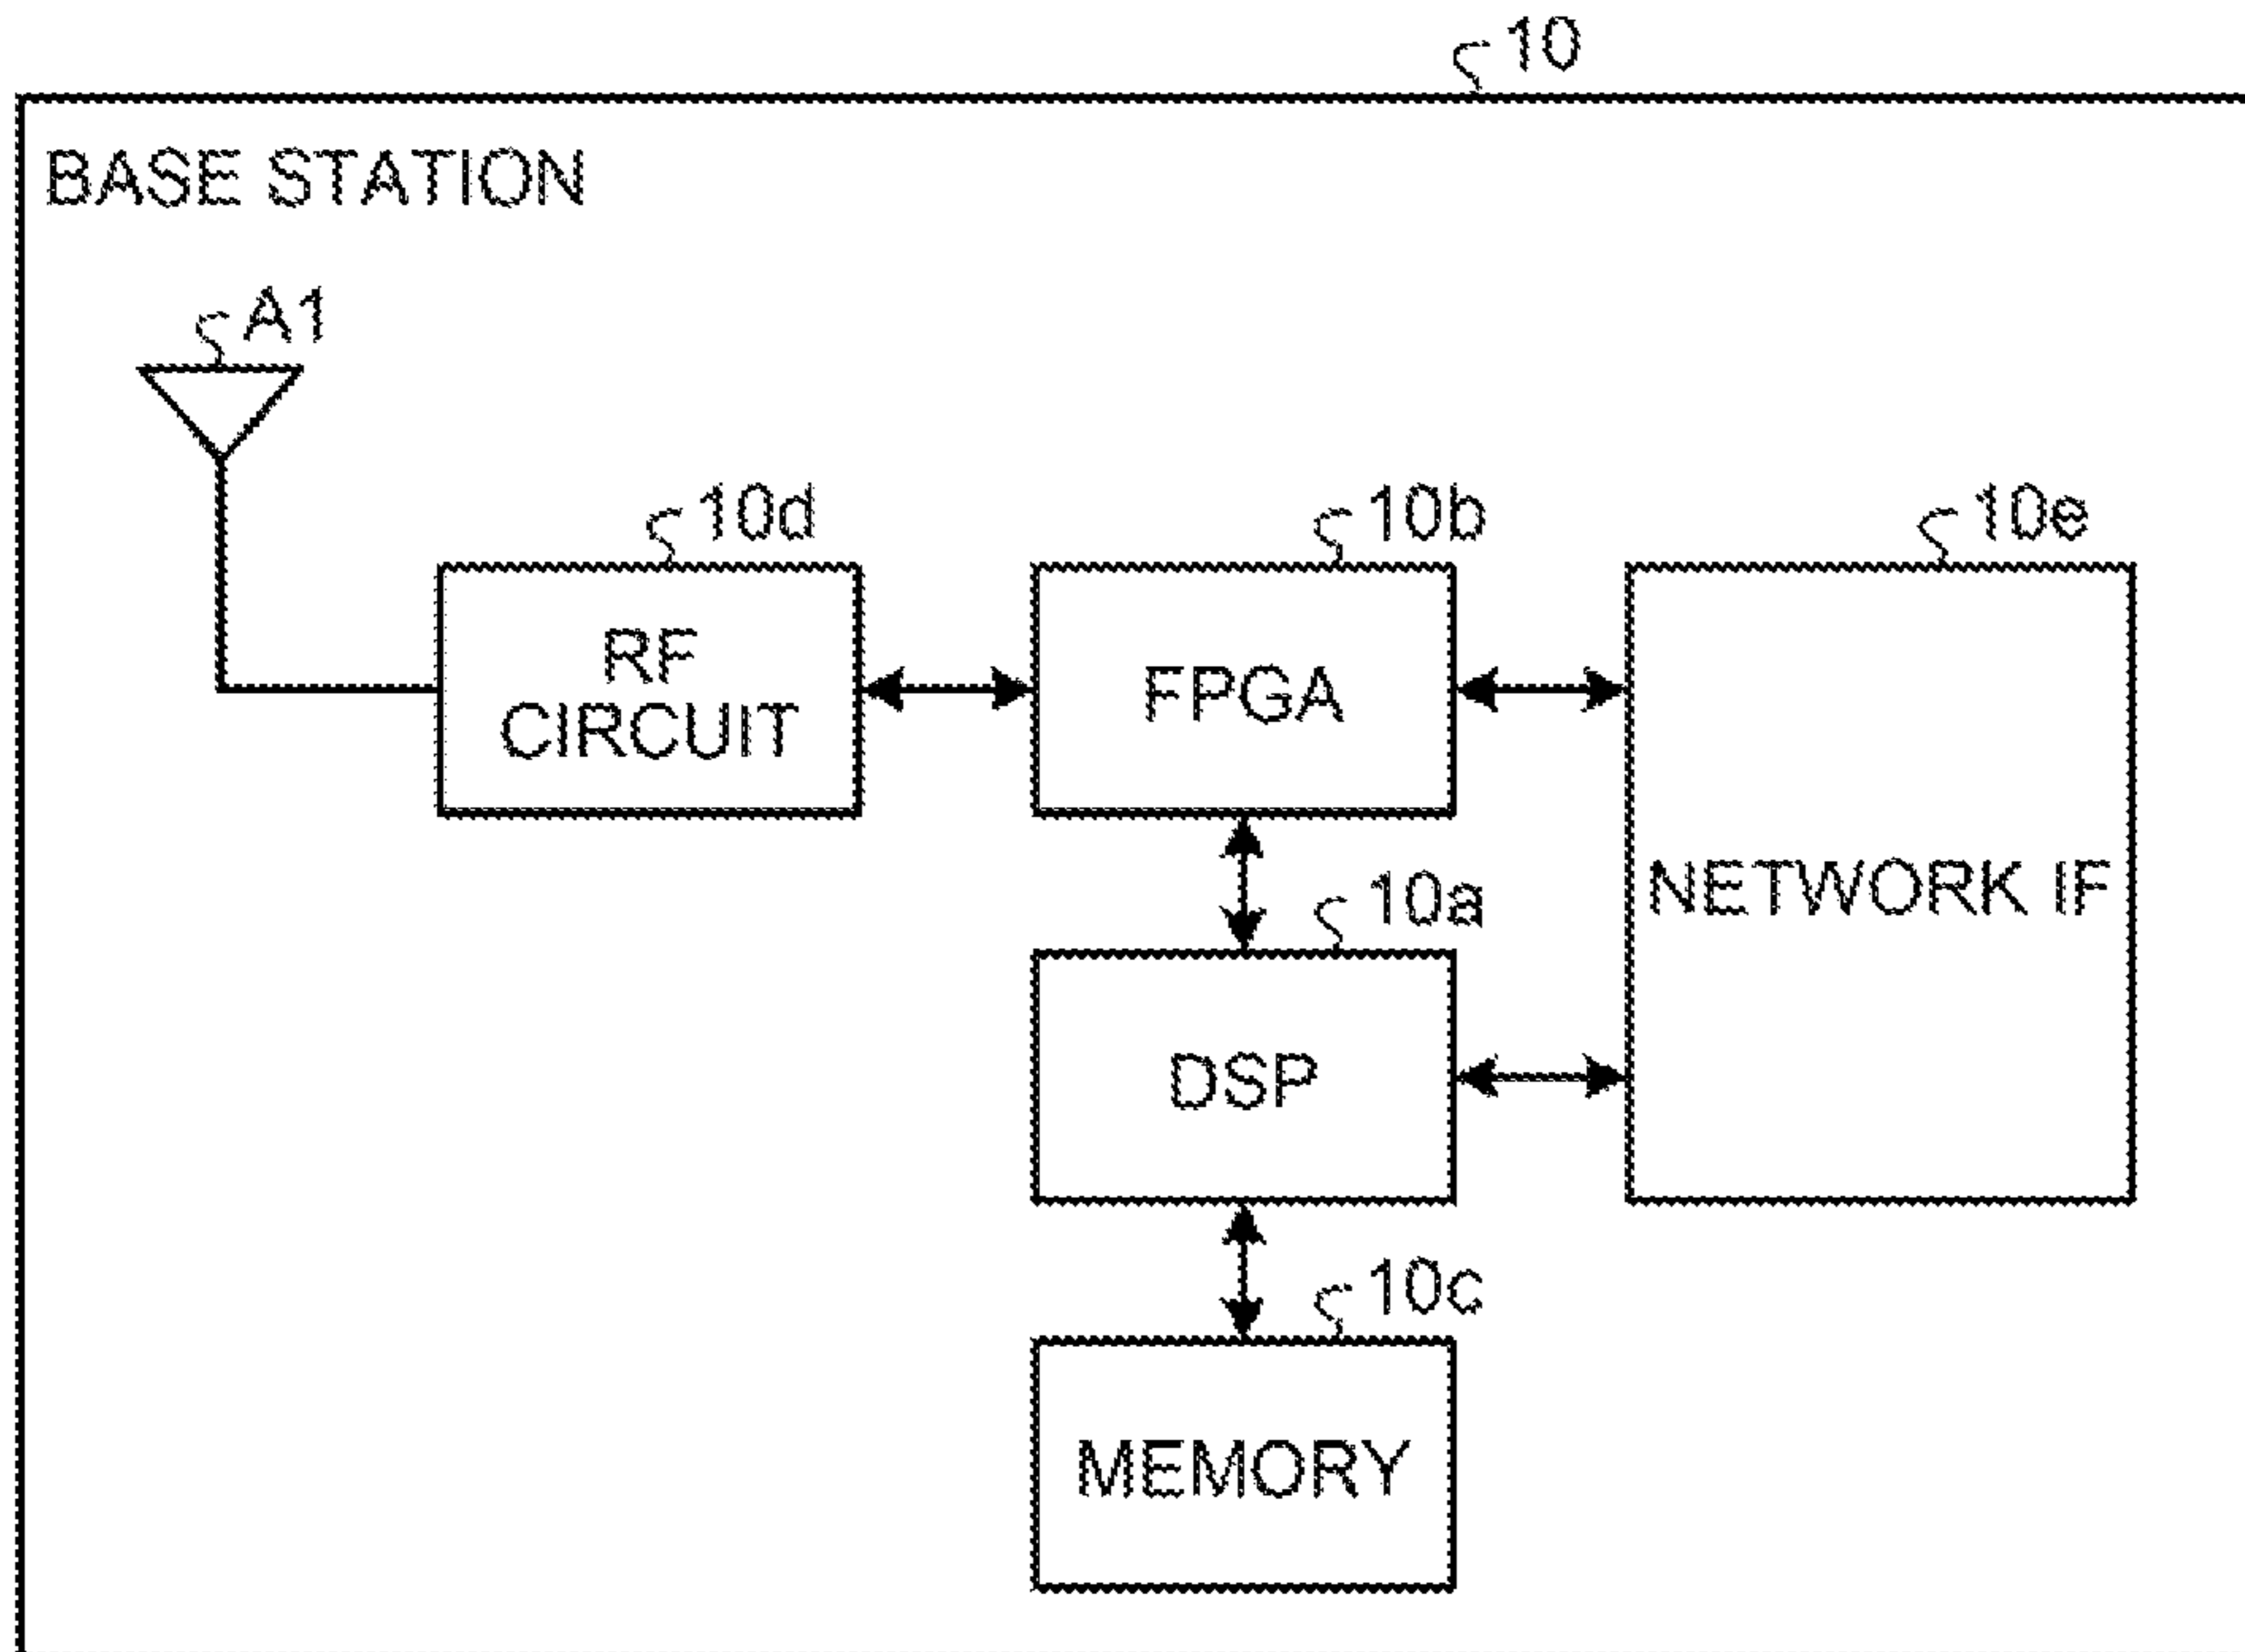 10
BASE STATION
A1
10d
10b
10e
RF
CIRCUIT
FPGA
NETWORK IF
10a
DSP
10c
MEMORY